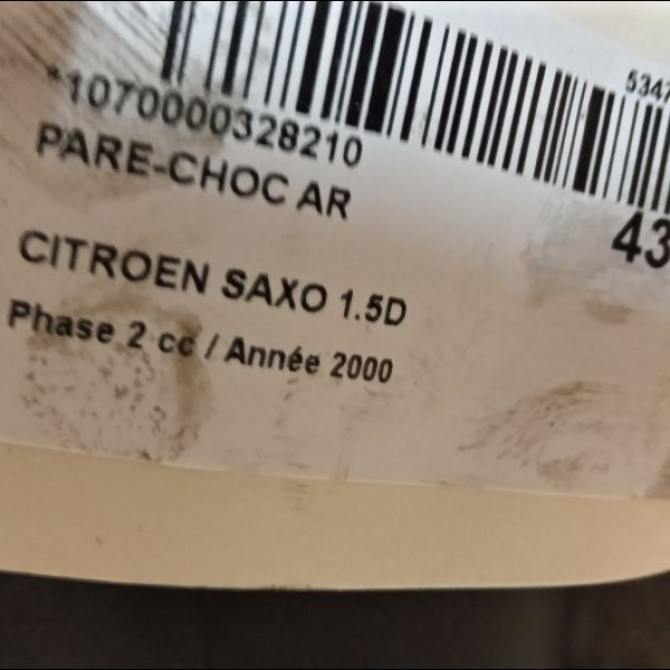 5347
*1070000328210
PARE-CHOC AR
43
CITROEN SAXO 1.5D
Phase 2 cc / Année 2000